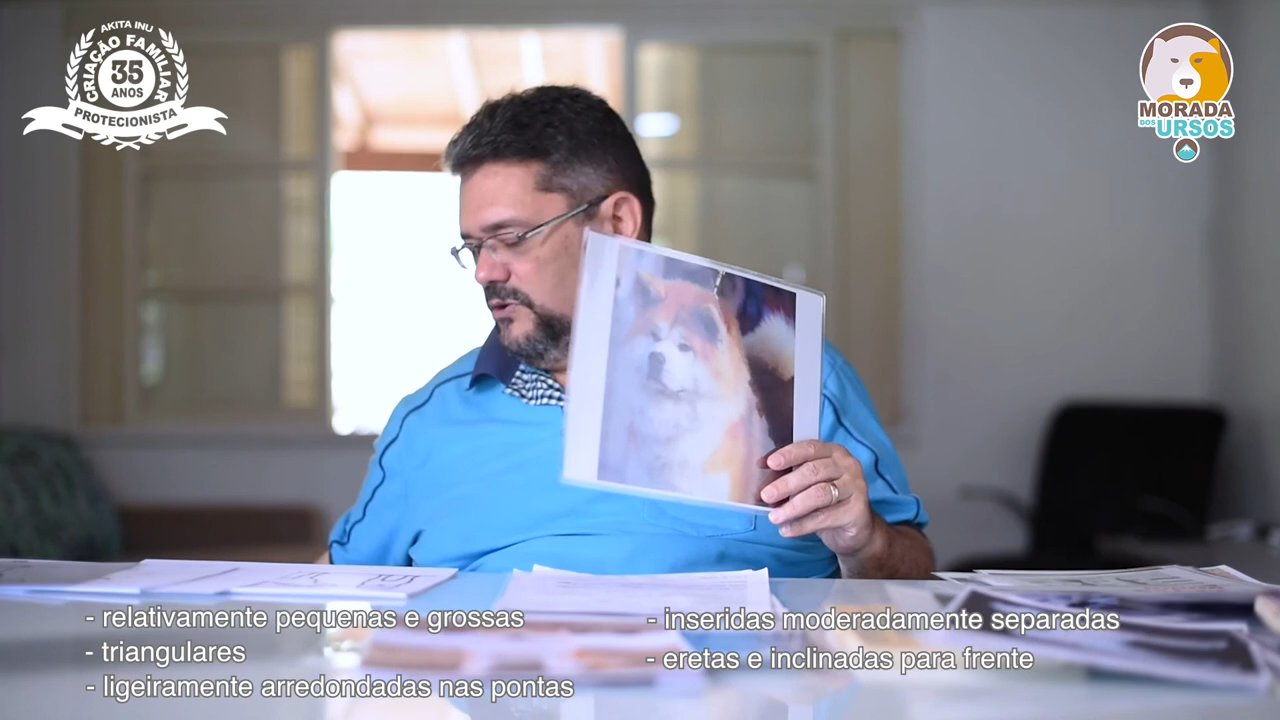 AKITA INU
CRIAÇÃO FAMILIAR
35
ANOS
PROTECIONISTA
MORADA
DOS URSOS
- relativamente pequenas e grossas
- triangulares
- ligeiramente arredondadas nas pontas
- inseridas moderadamente separadas
- eretas e inclinadas para frente